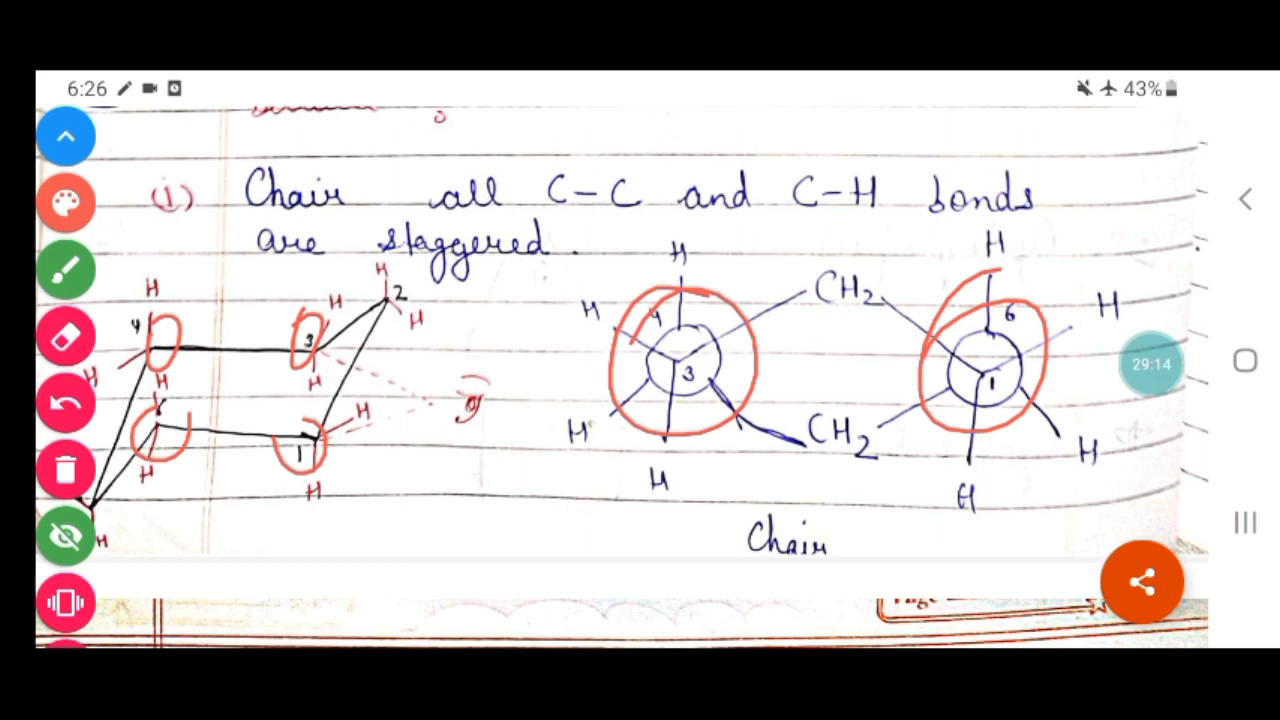 6:26
43%
(i) Chair all C-C and C-H bonds
are staggered.
H H
H H 2
H CH2 H
4 3 H 4 6
H H 3 1
H
H CH2 H
1
H H H H
H Chair
29:14